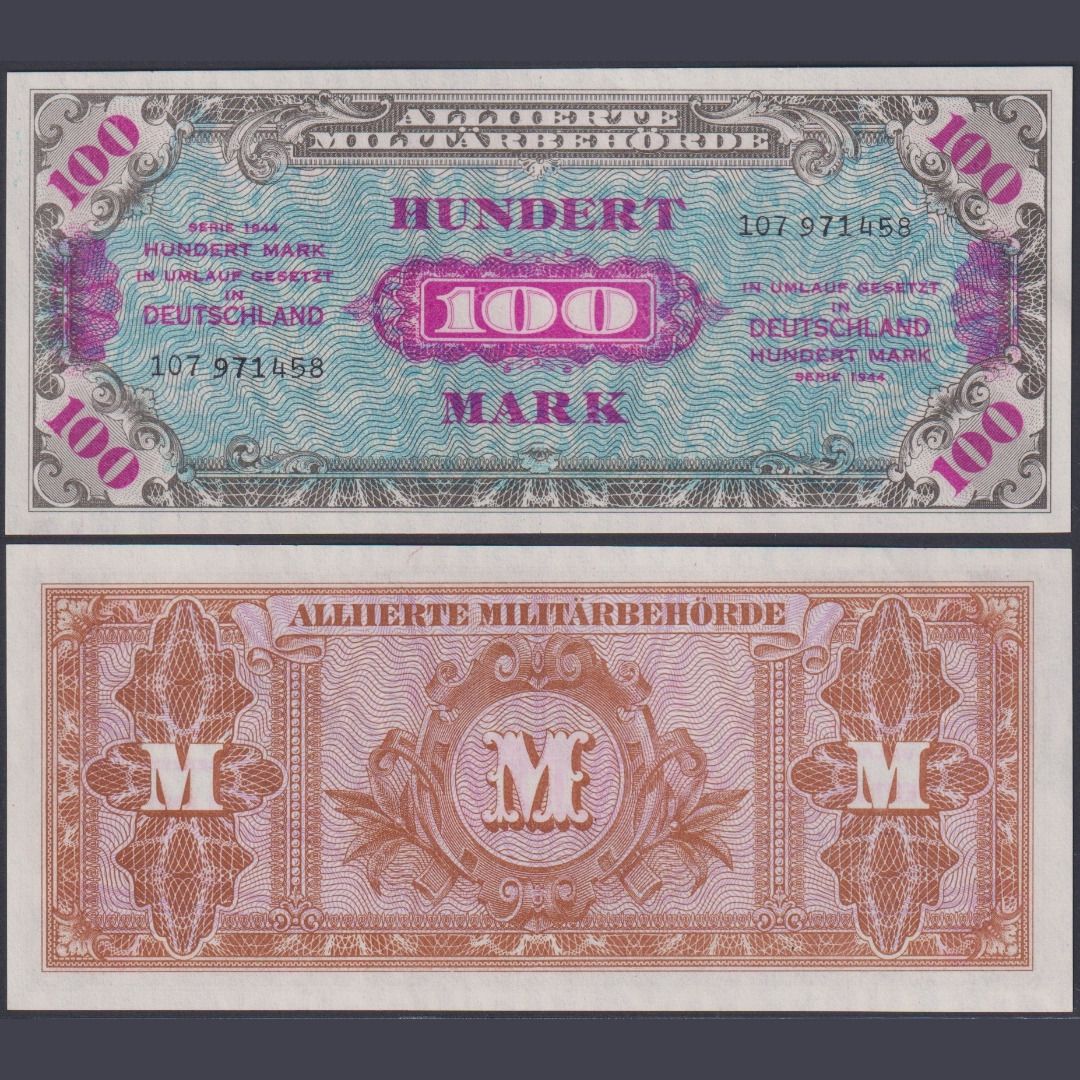 100
ALLIIERTE
MILITÄRBEHÖRDE
100
HUNDERT
SERIE 1944
HUNDERT MARK
IN UMLAUF GESETZT
IN
DEUTSCHLAND
107 971458
100
107 971458
IN UMLAUF GESETZT
IN
DEUTSCHLAND
HUNDERT MARK
SERIE 1944
MARK
100
100
ALLIIERTE MILITÄRBEHÖRDE
M
M
M